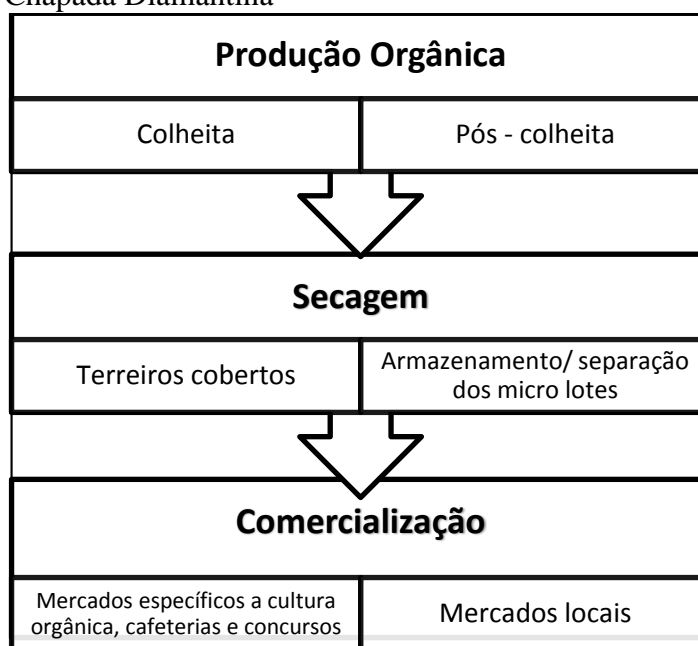 Chapada Diamantina
Produção Orgânica
Colheita
Pós - colheita
Secagem
Terreiros cobertos
Armazenamento/ separação
dos micro lotes
Comercialização
Mercados específicos a cultura
orgânica, cafeterias e concursos
Mercados locais